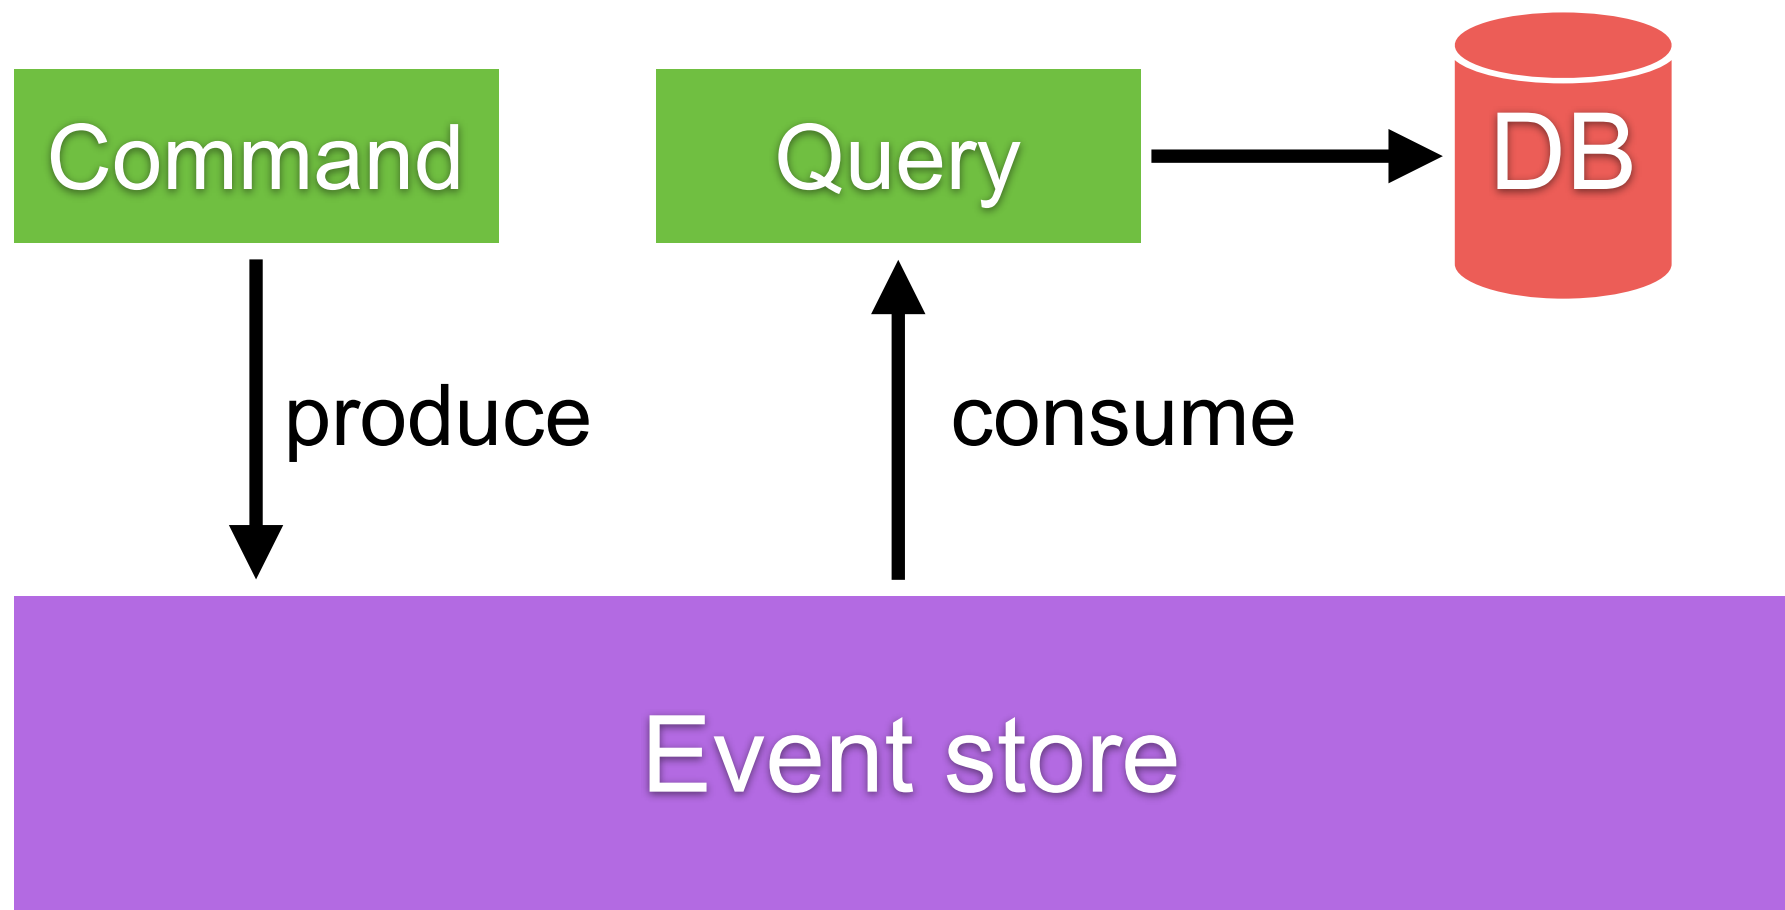 Command
Query
DB
produce
consume
Event store